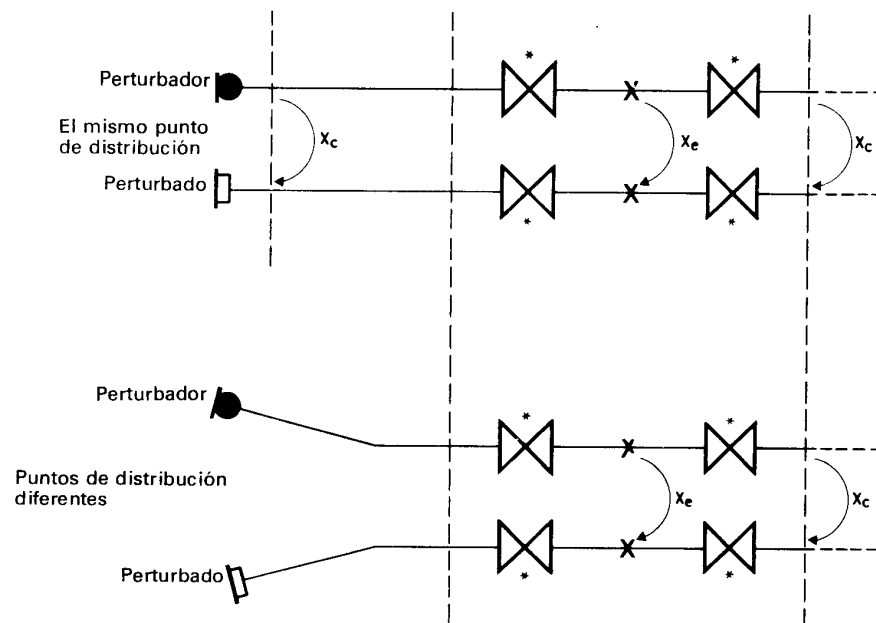 *
*
Perturbador
X
El mismo punto
de distribución
Xc
Xe
Xc
Perturbado
X
*
*
Perturbador
*
*
X
Puntos de distribución
diferentes
Xe
Xc
X
Perturbado
*
*